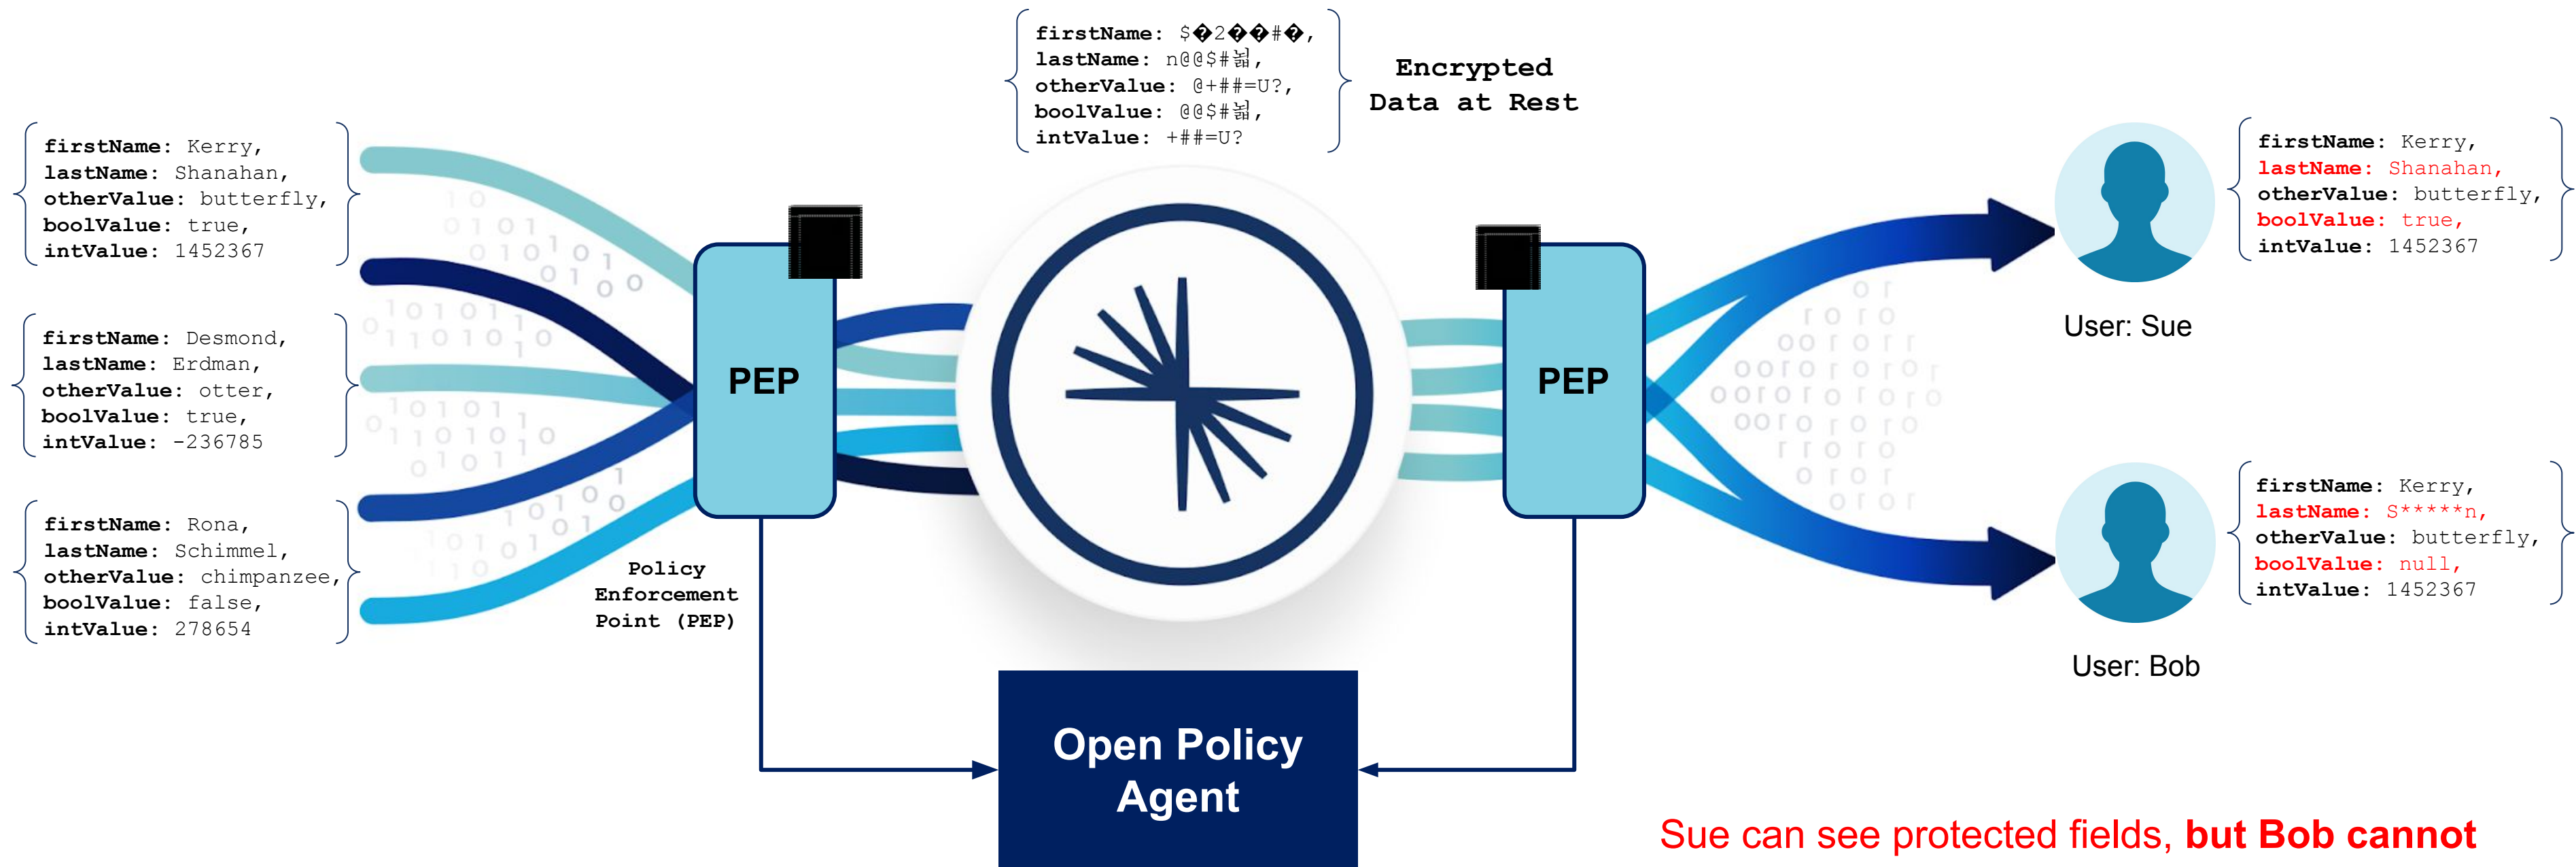 firstName: $�2��#�,
lastName: n@@$#넓,
otherValue: @+##=U?,
boolValue: @@$#넓,
intValue: +##=U?
Encrypted
Data at Rest
firstName: Kerry,
lastName: Shanahan,
otherValue: butterfly,
boolValue: true,
intValue: 1452367
firstName: Desmond,
lastName: Erdman,
otherValue: otter,
boolValue: true,
intValue: -236785
firstName: Rona,
lastName: Schimmel,
otherValue: chimpanzee,
boolValue: false,
intValue: 278654
PEP
Policy
Enforcement
Point (PEP)
PEP
Open Policy
Agent
firstName: Kerry,
lastName: Shanahan,
otherValue: butterfly,
boolValue: true,
intValue: 1452367
User: Sue
firstName: Kerry,
lastName: S*****n,
otherValue: butterfly,
boolValue: null,
intValue: 1452367
User: Bob
Sue can see protected fields, but Bob cannot